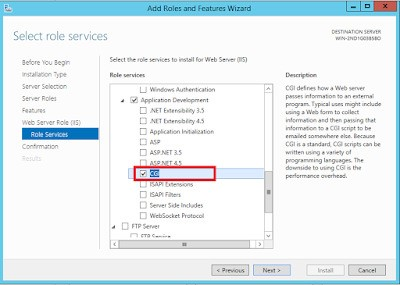 Add Roles and Features Wizard
Select role services
DESTINATION SERVER
Before You Begin
Installation Type
Server Selection
Server Roles
Features
Web Server Role (IIS)
Role Services
Confirmation
Results
Select the role services to install for Web Server (IIS)
Role services
Windows Authentication
Application Development
.NET Extensibility 3.5
.NET Extensibility 4.5
Application Initialization
ASP
ASP.NET 3.5
ASP.NET 4.5
CGI
ISAPI Extensions
ISAPI Filters
Server Side Includes
WebSocket Protocol
FTP Server
FTP Service
Description
CGI defines how a Web server
passes information to an external
program. Typical uses might include
using a Web form to collect
information and then passing that
information to a CGI script to be
emailed somewhere else. Because
CGI is a standard, CGI scripts can be
written using a variety of
programming languages. The
downside to using CGI is the
performance overhead.
< Previous
Next >
Install
Cancel